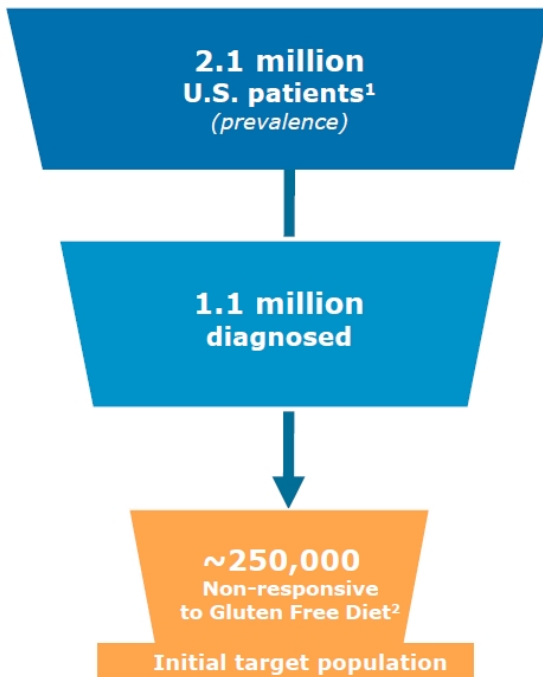 2.1 million
U.S. patients¹
(prevalence)
1.1 million
diagnosed
~250,000
Non-responsive
to Gluten Free Diet²
Initial target population